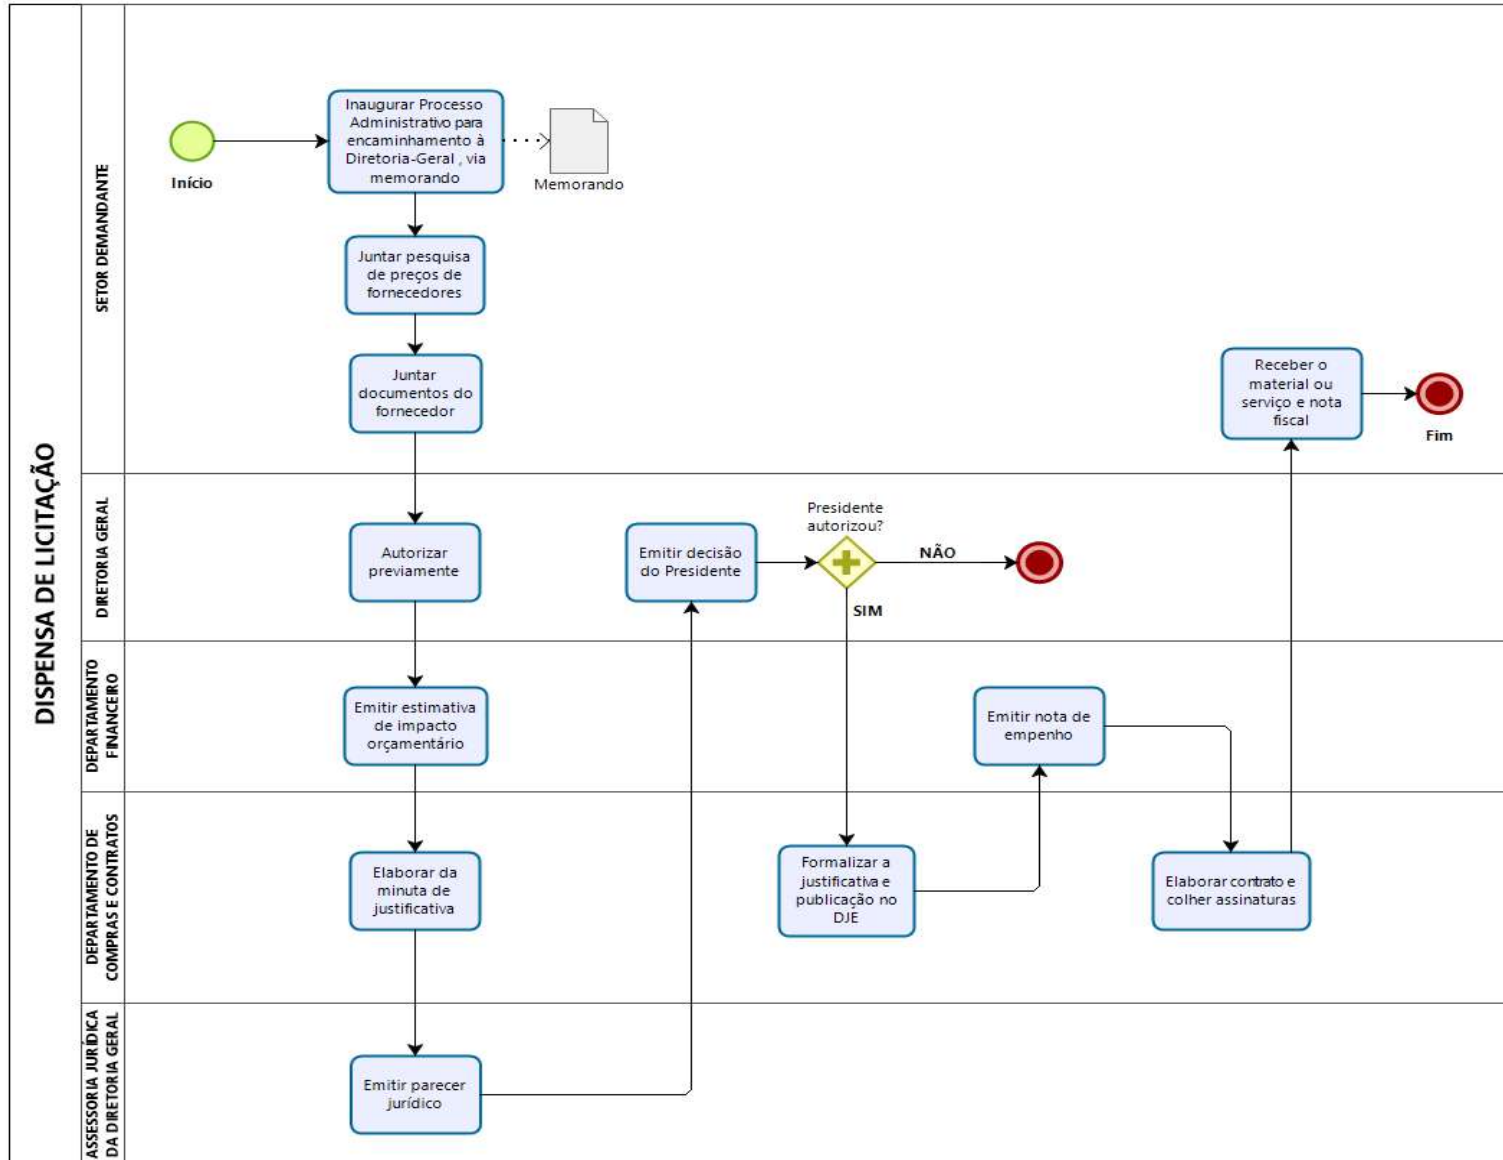 DISPENSA DE LICITAÇÃO
SETOR DEMANDANTE
Início
Inaugurar Processo
Administrativo para
encaminhamento à
Diretoria-Geral , via
memorando
Memorando
Juntar pesquisa
de preços de
fornecedores
Juntar
documentos do
fornecedor
Receber o
material ou
serviço e nota
fiscal
Fim
DIRETORIA GERAL
Autorizar
previamente
Emitir decisão
do Presidente
Presidente
autorizou?
NÃO
SIM
DEPARTAMENTO
FINANCEIRO
Emitir estimativa
de impacto
orçamentário
Emitir nota de
empenho
DEPARTAMENTO DE
COMPRAS E CONTRATOS
Elaborar da
minuta de
justificativa
Formalizar a
justificativa e
publicação no
DJE
Elaborar contrato e
colher assinaturas
ASSESSORIA JURÍDICA
DA DIRETORIA GERAL
Emitir parecer
jurídico